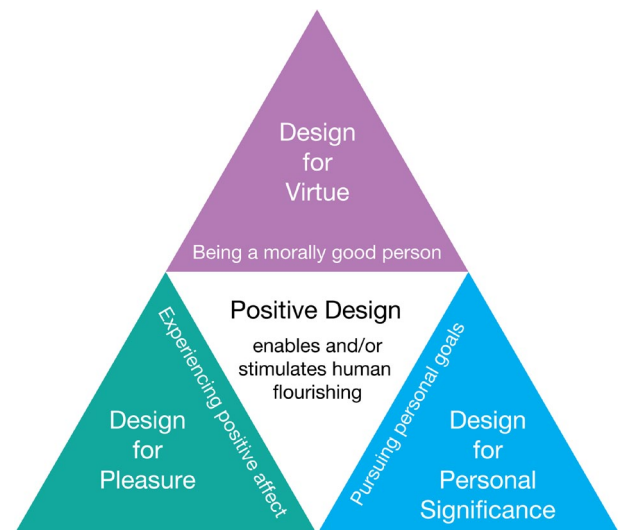 Design
for
Virtue
Being a morally good person
Positive Design
enables and/or
stimulates human
flourishing
Experiencing positive affect
Design
for
Pleasure
Pursuing personal goals
Design
for
Personal
Significance